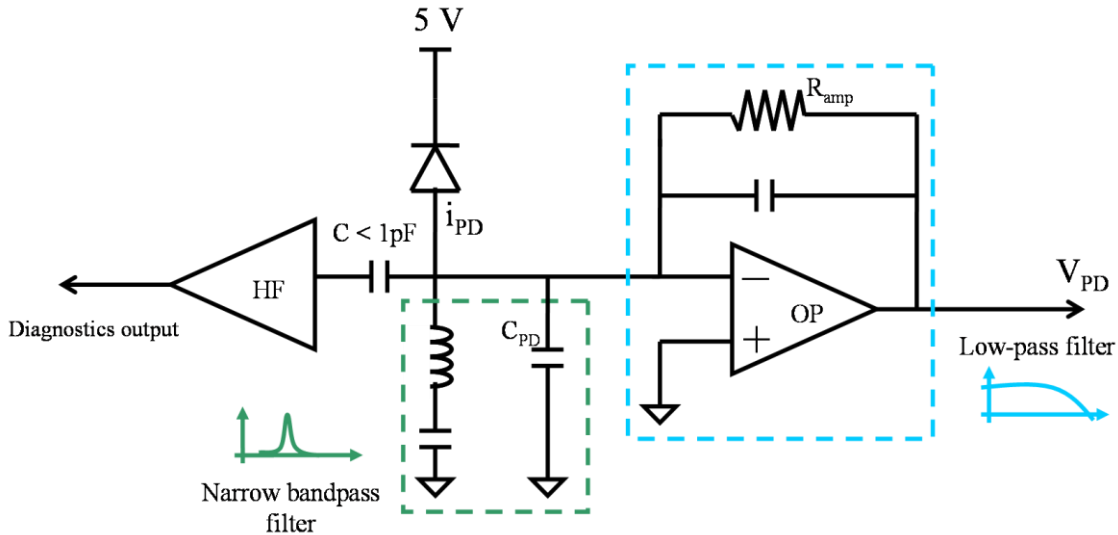 5 V
R_amp
i_PD
C < 1pF
HF
V_PD
Diagnostics output
C_PD
−
OP
+
Low-pass filter
Narrow bandpass
filter